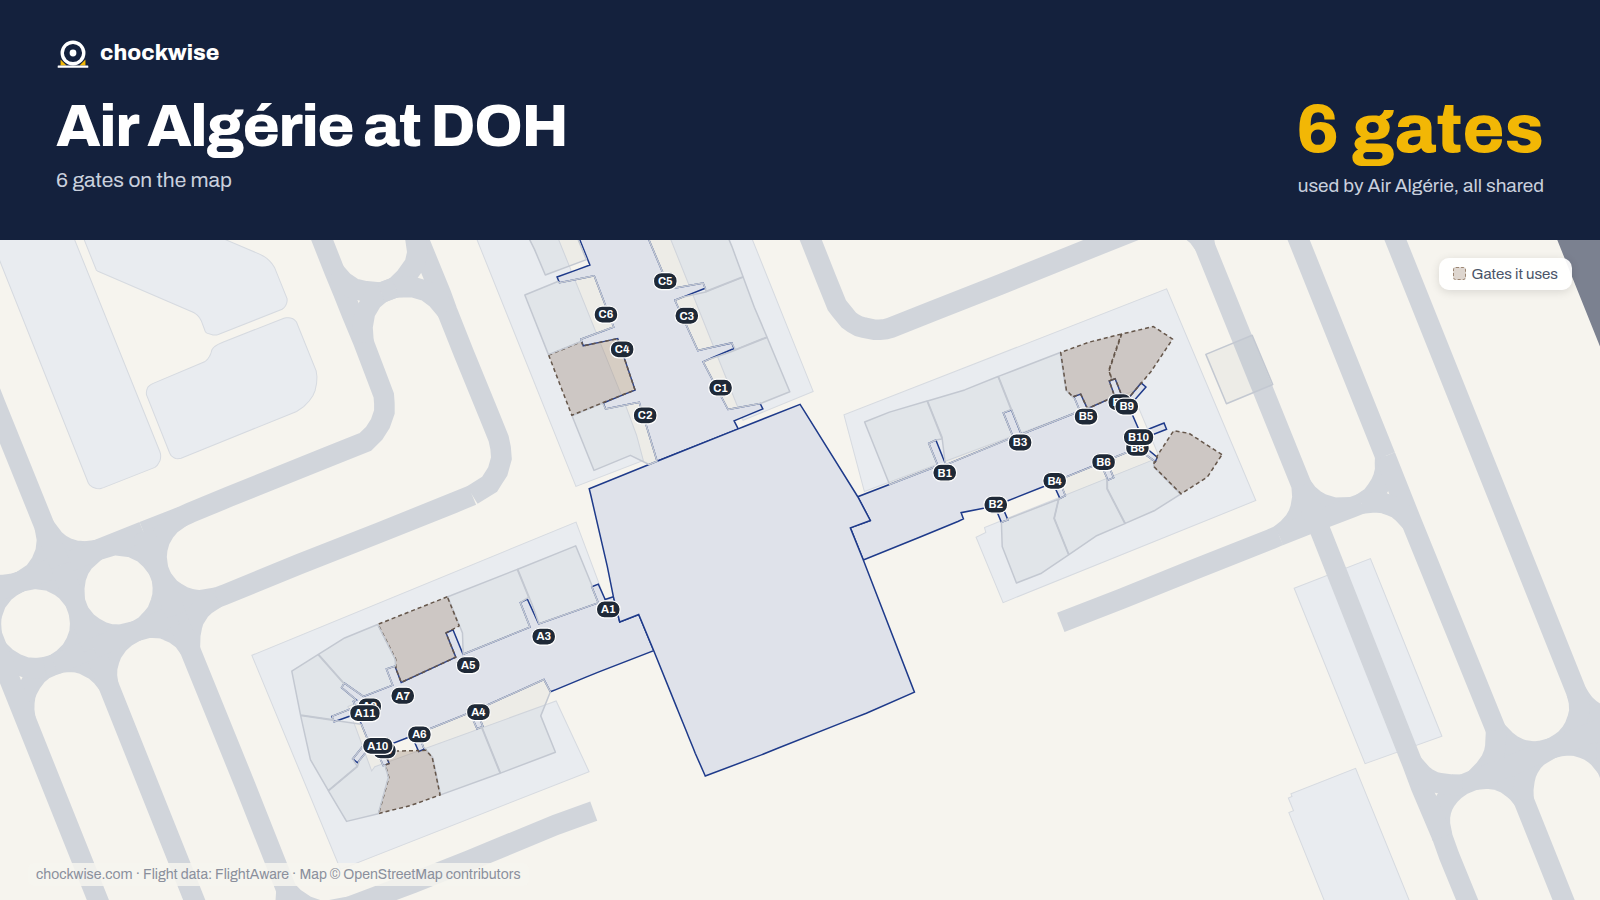 chockwise
Air Algérie at DOH
6 gates on the map
6 gates
used by Air Algérie, all shared
Gates it uses
C5
C6
C3
C4
C1
C2
B9
B5
B10
B3
B8
B6
B1
B4
B2
A1
A3
A5
A7
A11
A4
A6
A10
chockwise.com · Flight data: FlightAware · Map © OpenStreetMap contributors